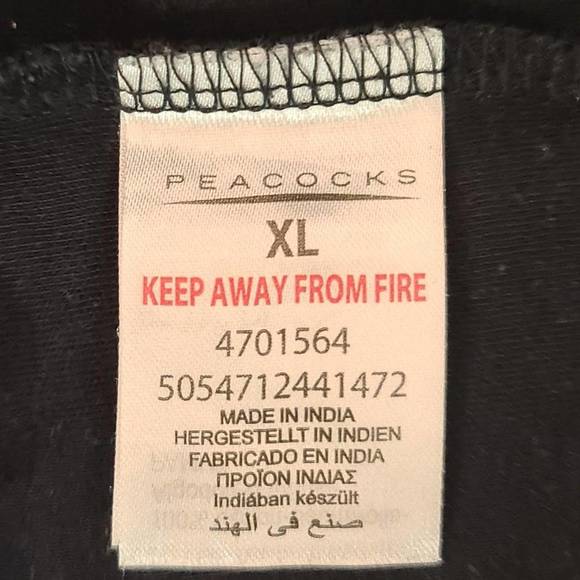 PEACOCKS
XL
KEEP AWAY FROM FIRE
4701564
5054712441472
MADE IN INDIA
HERGESTELLT IN INDIEN
FABRICADO EN INDIA
ΠΡΟΪΟΝ ΙΝΔΙΑΣ
Indiában készült
صنع في الهند